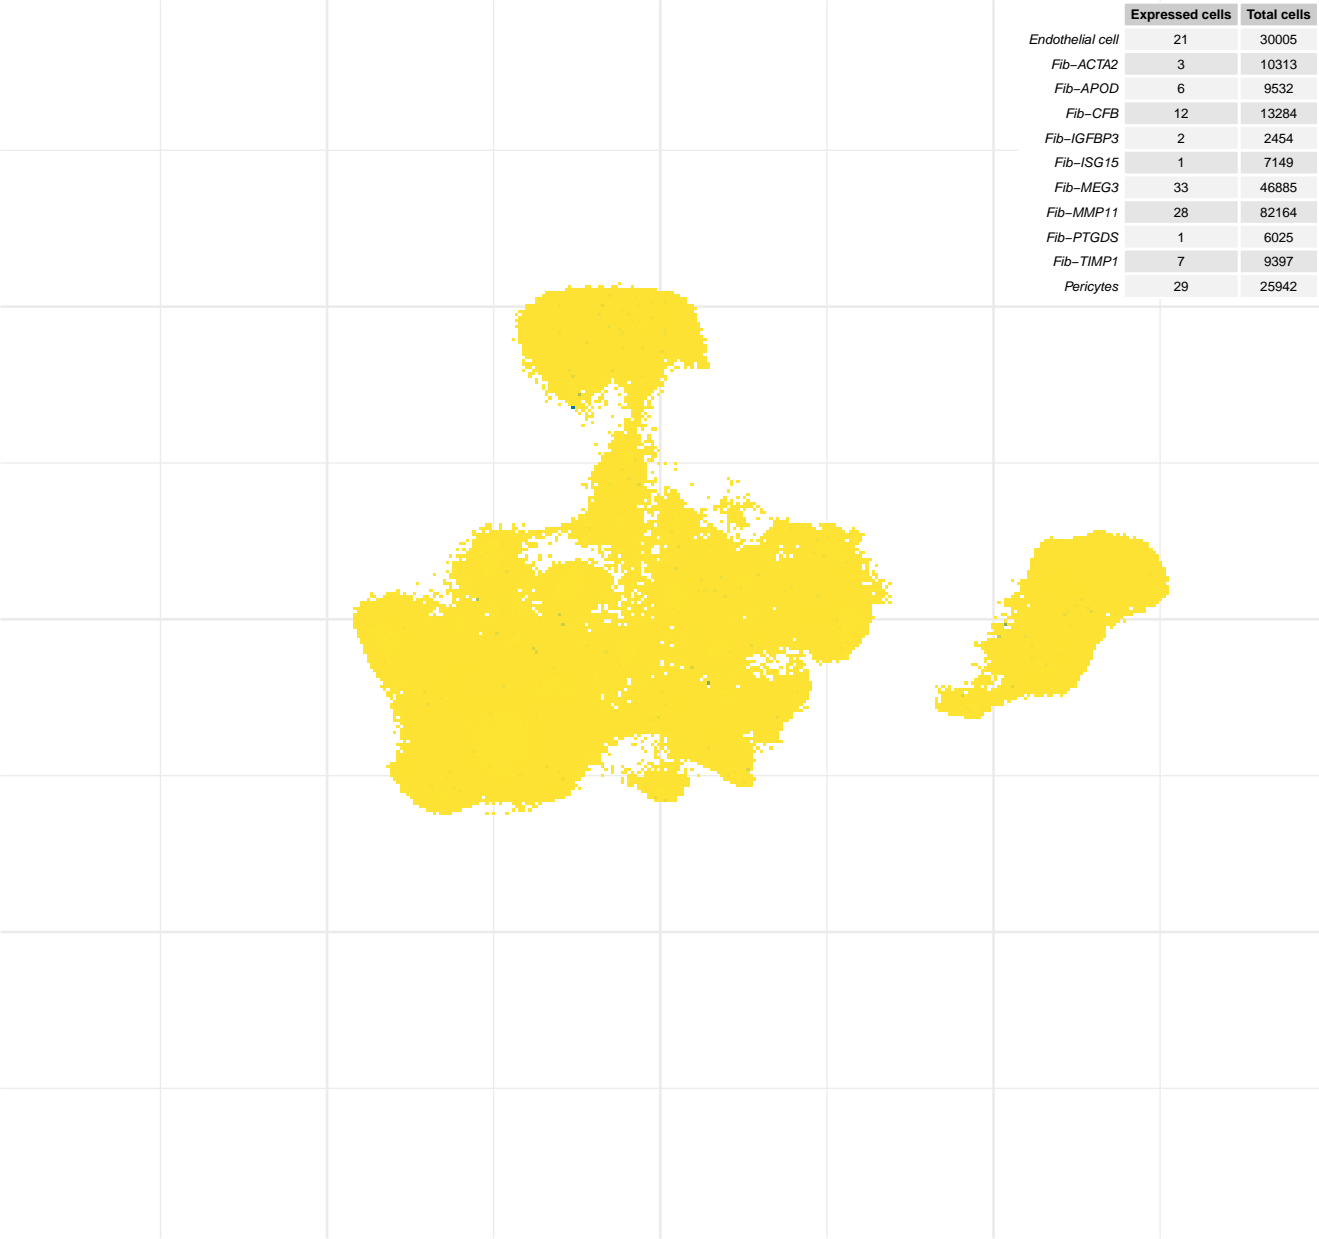 Expressed cells Total cells
Endothelial cell 21 30005
Fib−ACTA2 3 10313
Fib−APOD 6 9532
Fib−CFB 12 13284
Fib−IGFBP3 2 2454
Fib−ISG15 1 7149
Fib−MEG3 33 46885
Fib−MMP11 28 82164
Fib−PTGDS 1 6025
Fib−TIMP1 7 9397
Pericytes 29 25942